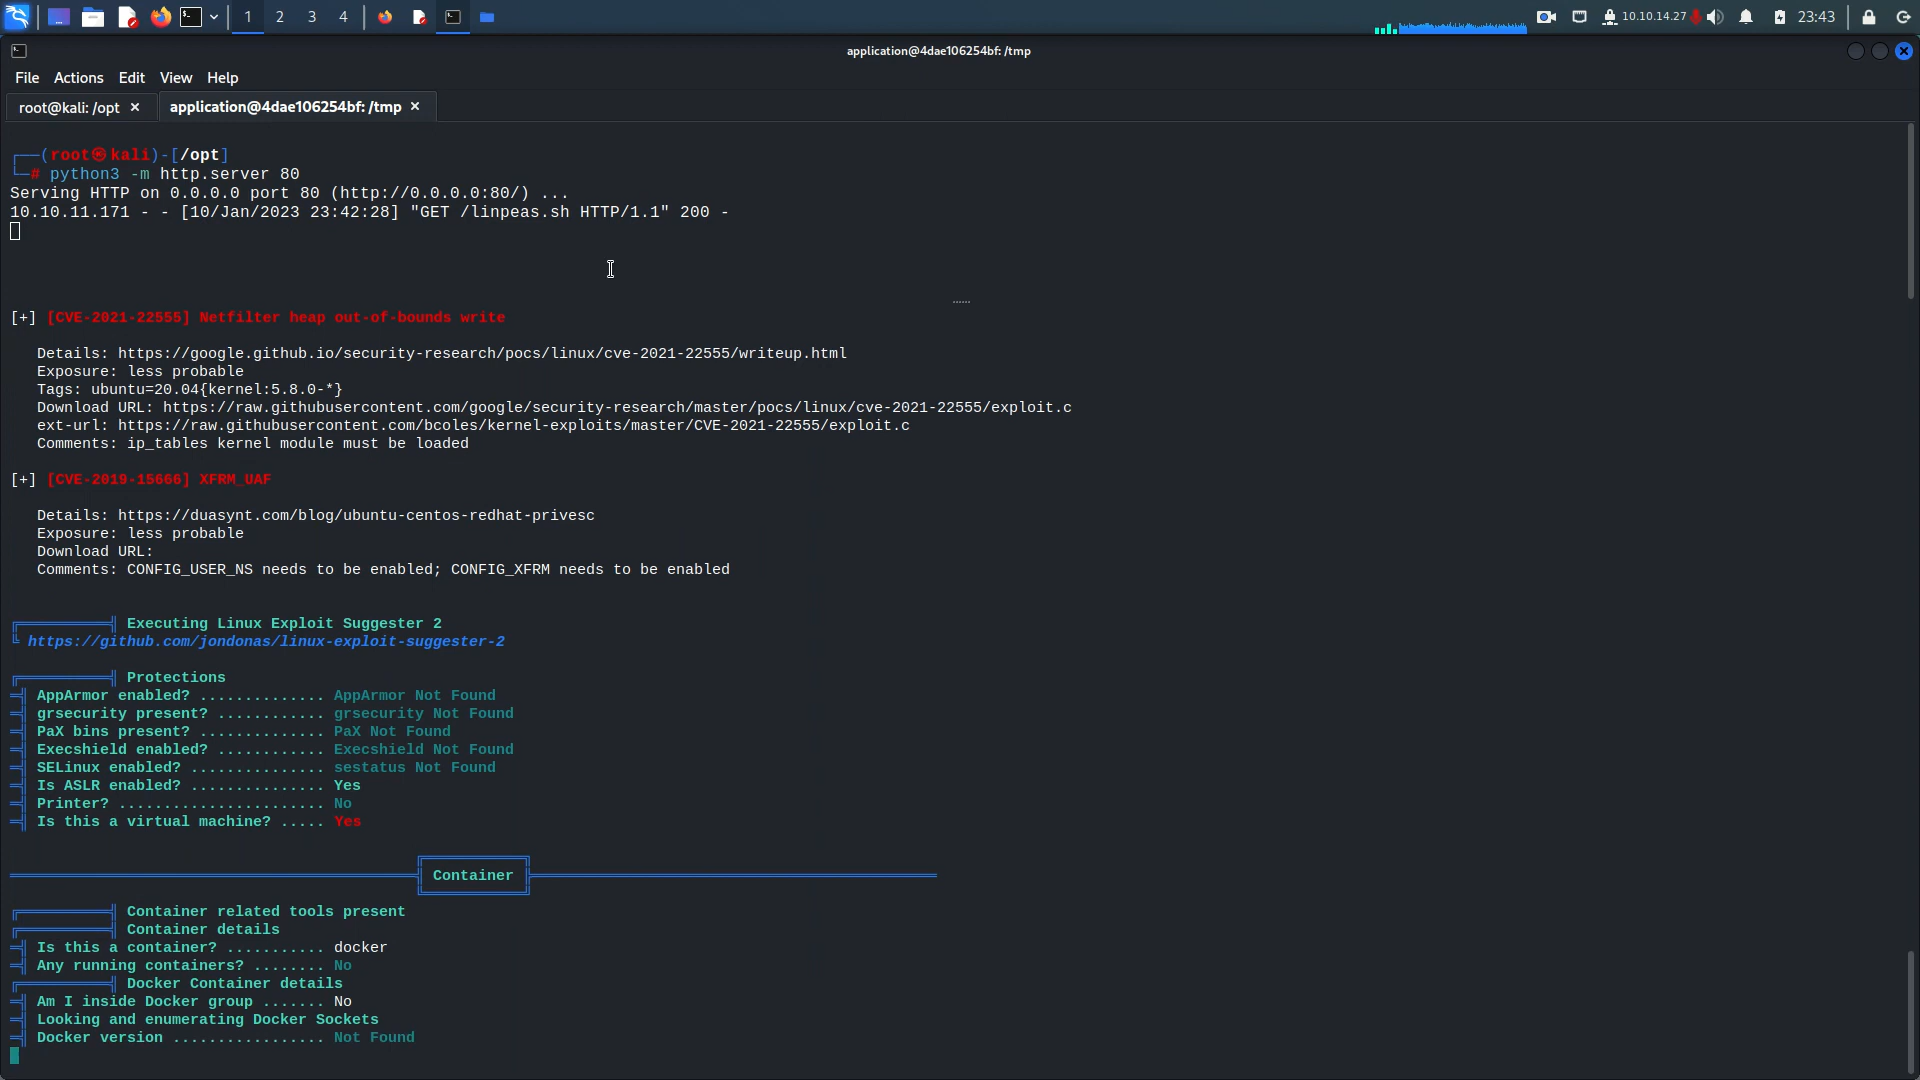 1 2 3 4 10.10.14.27 23:43
application@4dae106254bf: /tmp
File Actions Edit View Help
root@kali: /opt × application@4dae106254bf: /tmp ×
(root㉿kali)-[/opt]
# python3 -m http.server 80
Serving HTTP on 0.0.0.0 port 80 (http://0.0.0.0:80/) ...
10.10.11.171 - - [10/Jan/2023 23:42:28] "GET /linpeas.sh HTTP/1.1" 200 -
[+] [CVE-2021-22555] Netfilter heap out-of-bounds write
Details: https://google.github.io/security-research/pocs/linux/cve-2021-22555/writeup.html
Exposure: less probable
Tags: ubuntu=20.04{kernel:5.8.0-*}
Download URL: https://raw.githubusercontent.com/google/security-research/master/pocs/linux/cve-2021-22555/exploit.c
ext-url: https://raw.githubusercontent.com/bcoles/kernel-exploits/master/CVE-2021-22555/exploit.c
Comments: ip_tables kernel module must be loaded
[+] [CVE-2019-15666] XFRM_UAF
Details: https://duasynt.com/blog/ubuntu-centos-redhat-privesc
Exposure: less probable
Download URL:
Comments: CONFIG_USER_NS needs to be enabled; CONFIG_XFRM needs to be enabled
Executing Linux Exploit Suggester 2
https://github.com/jondonas/linux-exploit-suggester-2
Protections
AppArmor enabled? .............. AppArmor Not Found
grsecurity present? ............ grsecurity Not Found
PaX bins present? .............. PaX Not Found
Execshield enabled? ............ Execshield Not Found
SELinux enabled? ............... sestatus Not Found
Is ASLR enabled? ............... Yes
Printer? ....................... No
Is this a virtual machine? ..... Yes
Container
Container related tools present
Container details
Is this a container? ........... docker
Any running containers? ........ No
Docker Container details
Am I inside Docker group ....... No
Looking and enumerating Docker Sockets
Docker version ................. Not Found